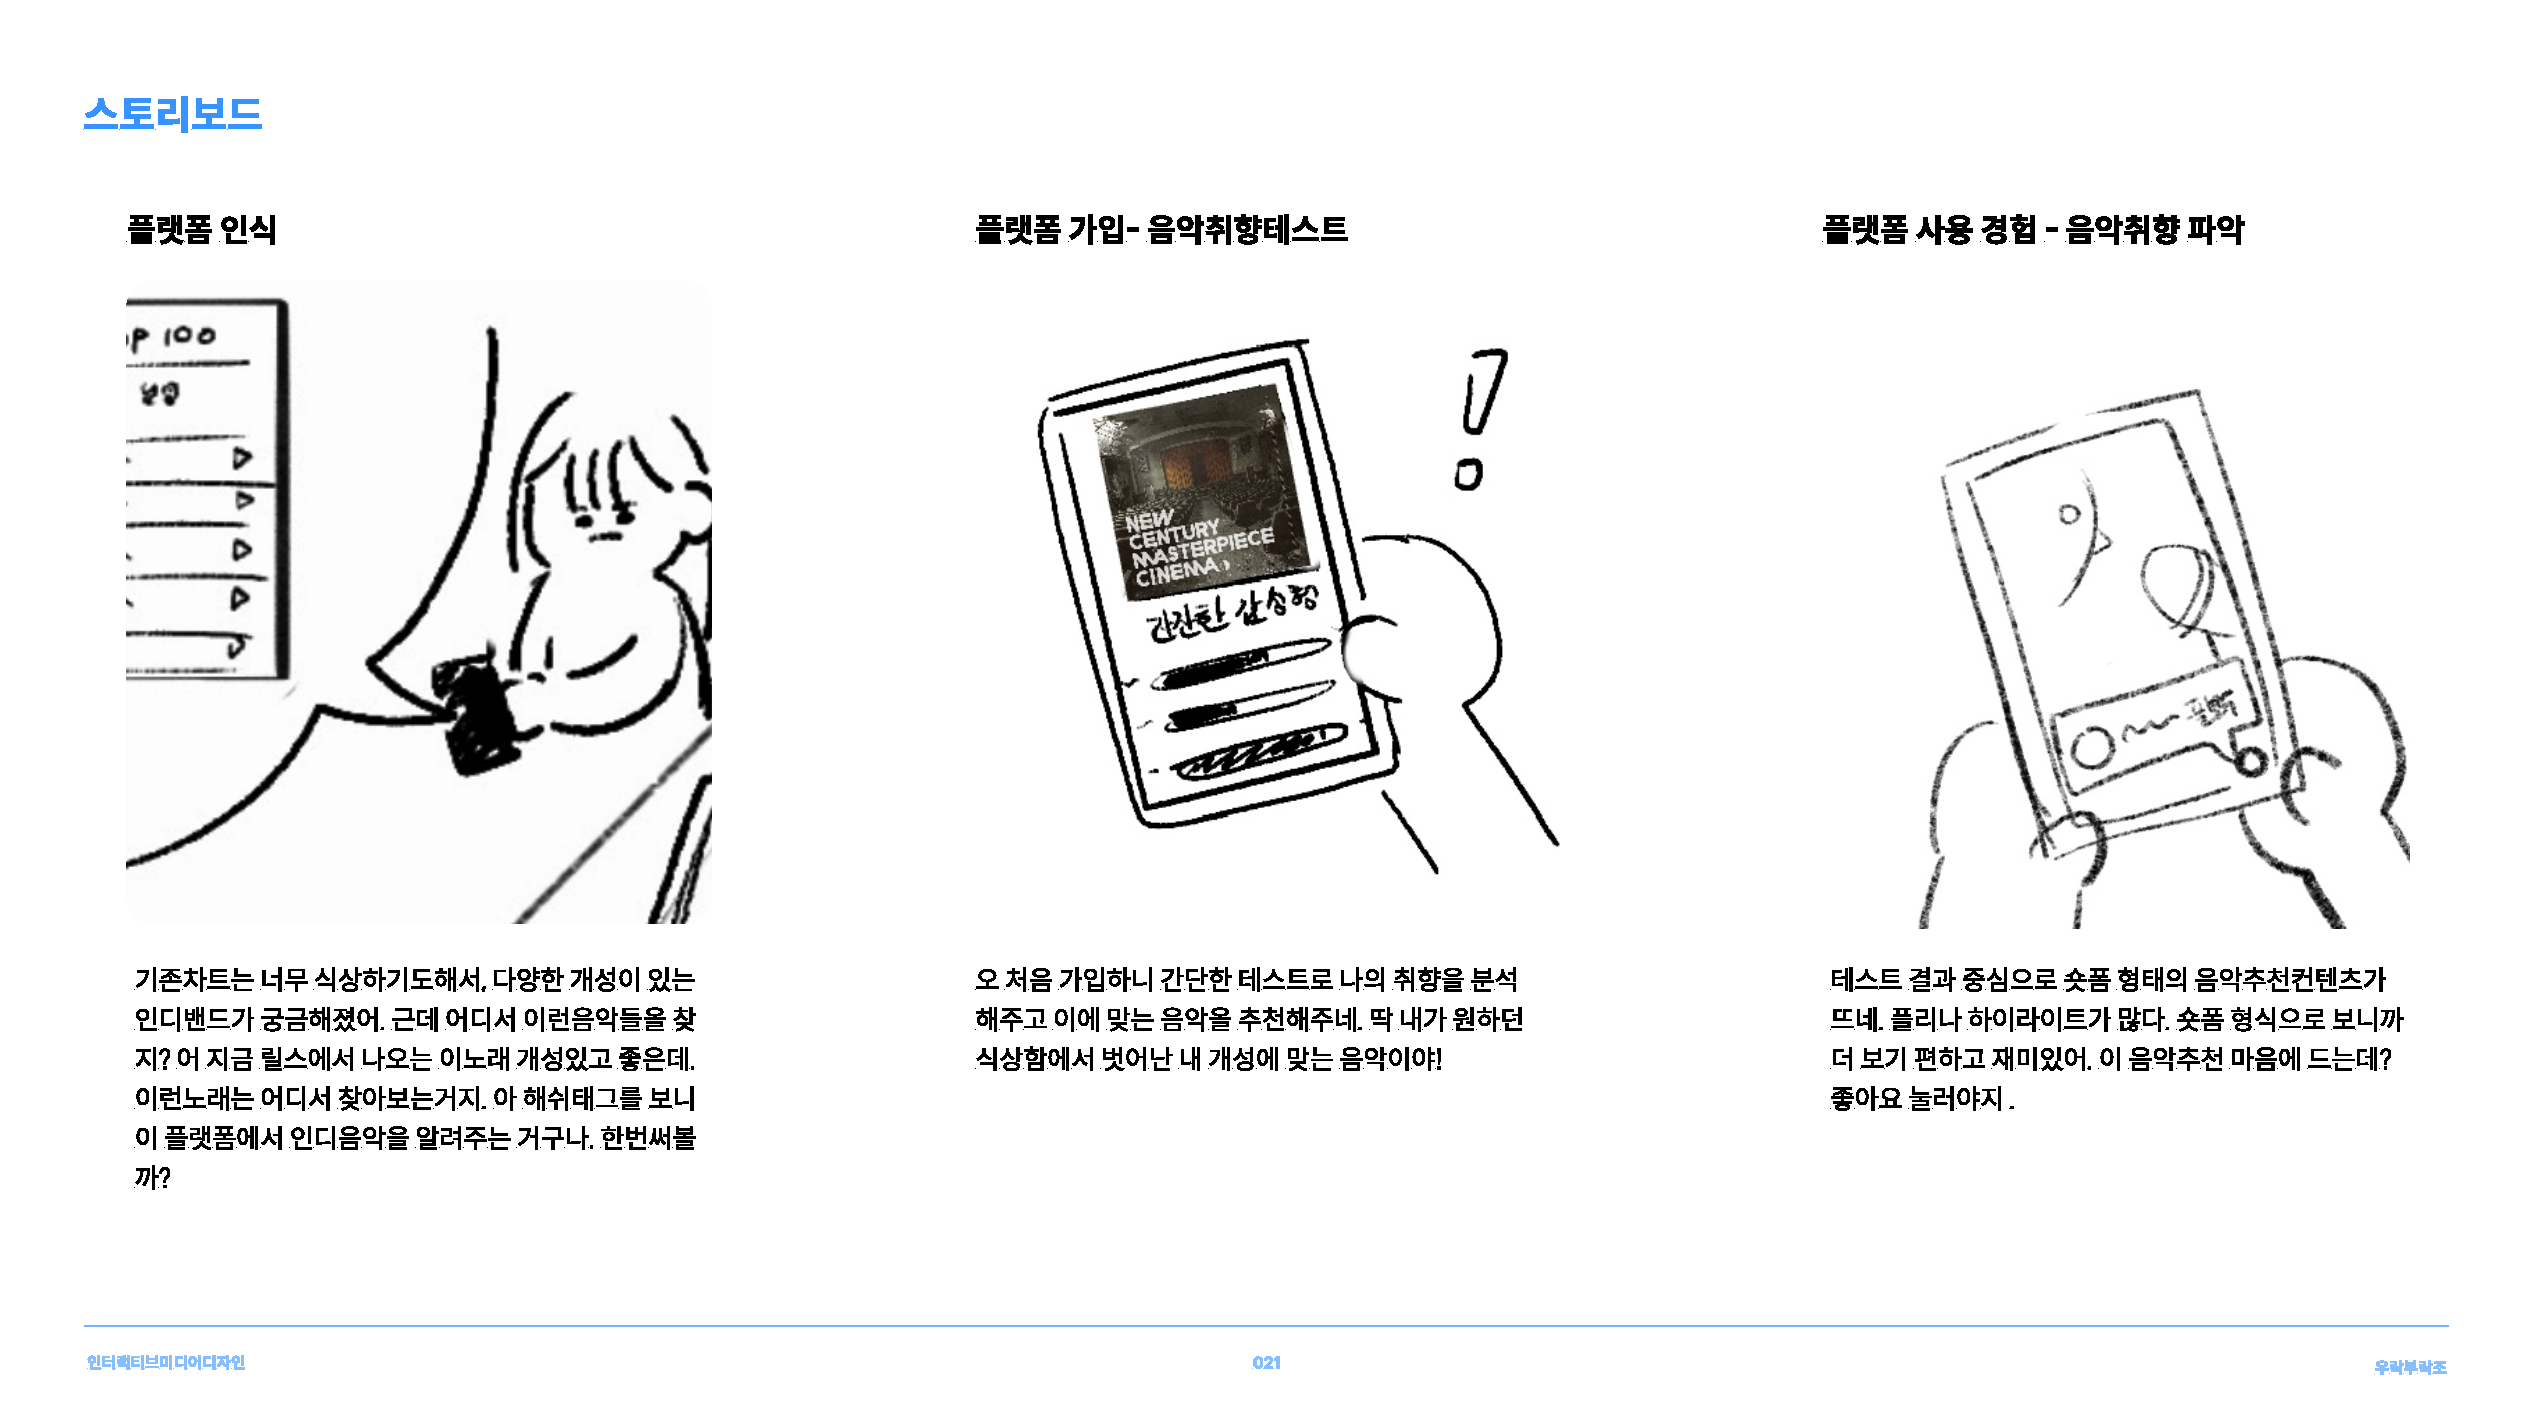 스토리보드
플랫폼 인식
op 100
플랫폼 가입- 음악취향테스트
NEW
CENTURY
MASTERPIECE
CINEMA,
잔잔한 감성형
플랫폼 사용 경험 - 음악취향 파악
기존차트는 너무 식상하기도해서, 다양한 개성이 있는
인디밴드가 궁금해졌어. 근데 어디서 이런음악들을 찾
지? 어 지금 릴스에서 나오는 이노래 개성있고 좋은데.
이런노래는 어디서 찾아보는거지. 아 해쉬태그를 보니
이 플랫폼에서 인디음악을 알려주는 거구나. 한번써볼
까?
오 처음 가입하니 간단한 테스트로 나의 취향을 분석
해주고 이에 맞는 음악올 추천해주네. 딱 내가 원하던
식상함에서 벗어난 내 개성에 맞는 음악이야!
테스트 결과 중심으로 숏폼 형태의 음악추천컨텐츠가
뜨네. 플리나 하이라이트가 많다. 숏폼 형식으로 보니까
더 보기 편하고 재미있어. 이 음악추천 마음에 드는데?
좋아요 눌러야지 .
인터랙티브미디어디자인
021
우락부락조